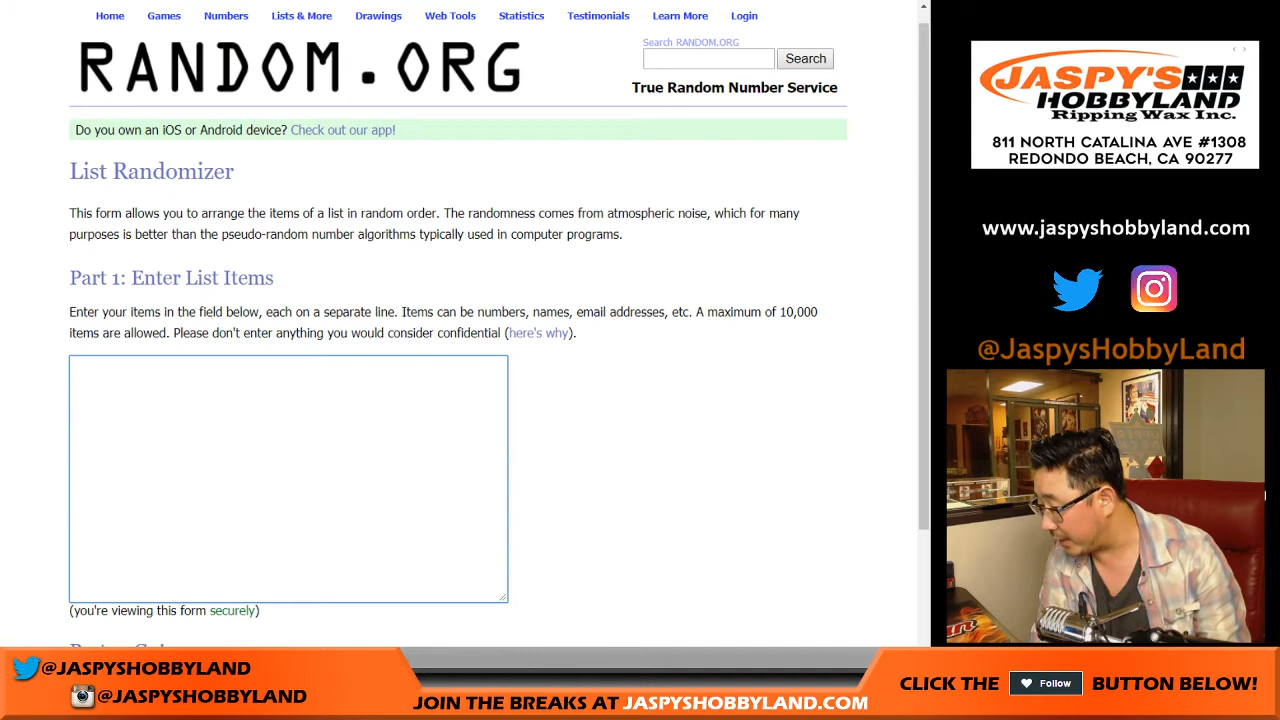 Home Games Numbers Lists & More Drawings Web Tools Statistics Testimonials Learn More Login
RANDOM.ORG
Search RANDOM.ORG
Search
True Random Number Service
Do you own an iOS or Android device? Check out our app!
List Randomizer
This form allows you to arrange the items of a list in random order. The randomness comes from atmospheric noise, which for many
purposes is better than the pseudo-random number algorithms typically used in computer programs.
Part 1: Enter List Items
Enter your items in the field below, each on a separate line. Items can be numbers, names, email addresses, etc. A maximum of 10,000
items are allowed. Please don't enter anything you would consider confidential (here's why).
(you're viewing this form securely)
JASPY'S
HOBBYLAND
Ripping Wax Inc.
811 NORTH CATALINA AVE #1308
REDONDO BEACH, CA 90277
www.jaspyshobbyland.com
@JaspysHobbyLand
@JASPYSHOBBYLAND
@JASPYSHOBBYLAND
JOIN THE BREAKS AT JASPYSHOBBYLAND.COM
CLICK THE Follow BUTTON BELOW!